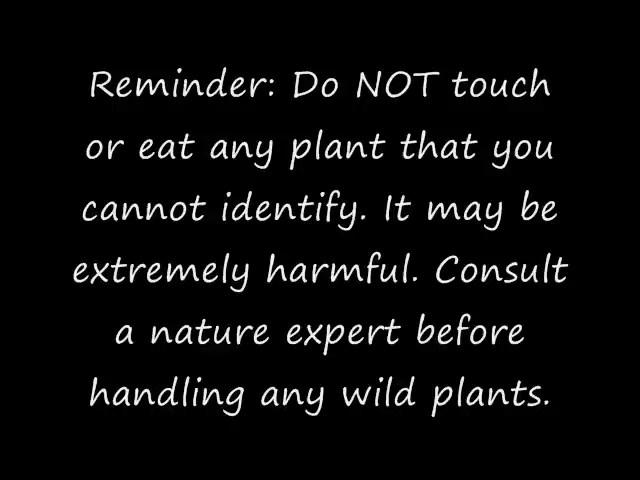 Reminder: Do NOT touch
or eat any plant that you
cannot identify. It may be
extremely harmful. Consult
a nature expert before
handling any wild plants.